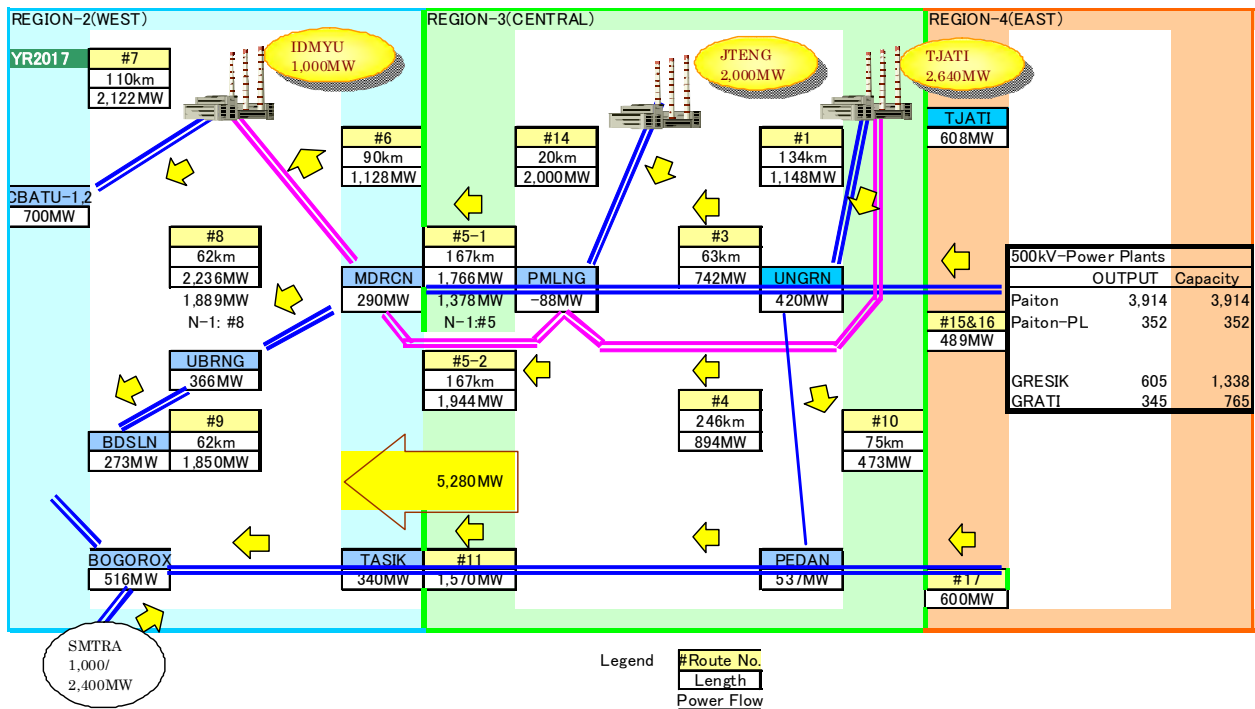 REGION-2(WEST)
REGION-3(CENTRAL)
REGION-4(EAST)
YR2017
#7
110km
2,122MW
IDMYU
1,000MW
JTENG
2,000MW
TJATI
2,640MW
TJATI
608MW
#6
90km
1,128MW
#14
20km
2,000MW
#1
134km
1,148MW
CBATU-1,2
700MW
#8
62km
2,236MW
1,889MW
N-1: #8
MDRCN
290MW
#5-1
167km
1,766MW
1,378MW
N-1:#5
PMLNG
-88MW
#3
63km
742MW
UNGRN
420MW
500kV-Power Plants
OUTPUT Capacity
Paiton 3,914 3,914
Paiton-PL 352 352
GRESIK 605 1,338
GRATI 345 765
#15&16
489MW
UBRNG
366MW
#5-2
167km
1,944MW
#4
246km
894MW
#10
75km
473MW
BDSLN
273MW
#9
62km
1,850MW
5,280MW
BOGOROX
516MW
TASIK
340MW
#11
1,570MW
PEDAN
537MW
#17
600MW
SMTRA
1,000/
2,400MW
Legend
#Route No.
Length
Power Flow